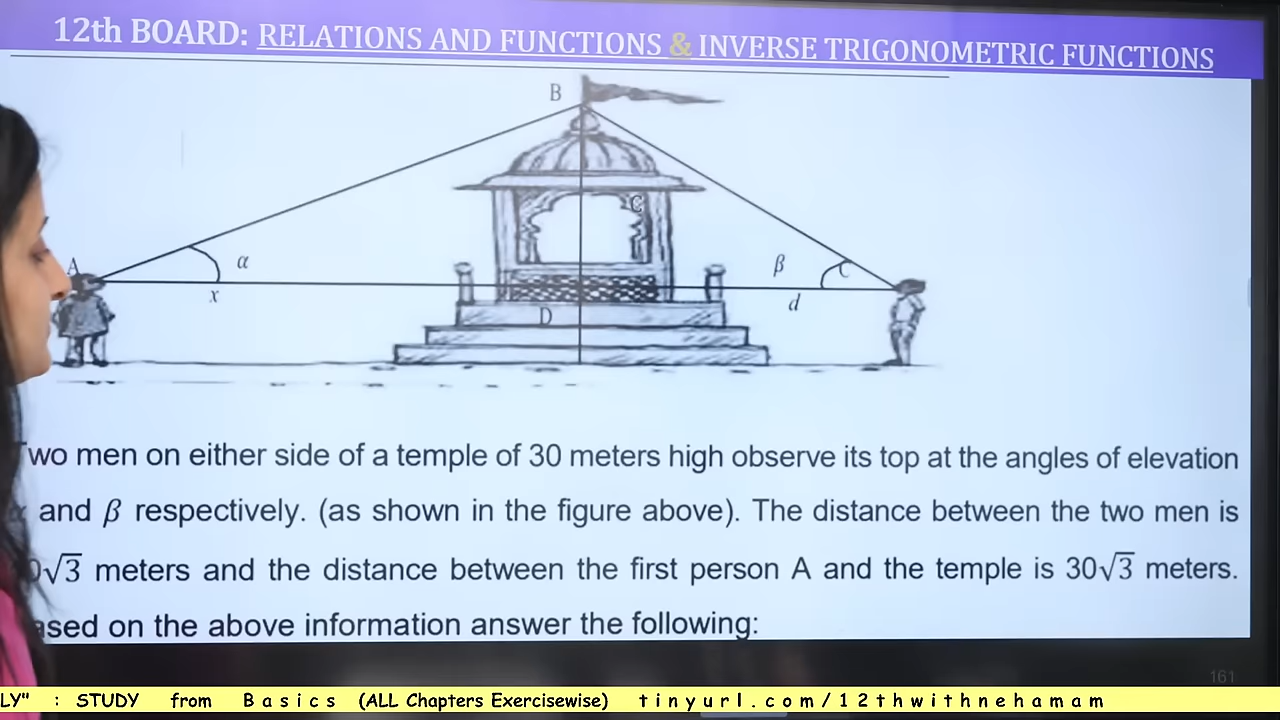 12th BOARD: RELATIONS AND FUNCTIONS & INVERSE TRIGONOMETRIC FUNCTIONS
B
C
A
α
β
C
x
d
D
wo men on either side of a temple of 30 meters high observe its top at the angles of elevation
and β respectively. (as shown in the figure above). The distance between the two men is
√3 meters and the distance between the first person A and the temple is 30√3 meters.
ased on the above information answer the following:
161
LY" : STUDY from Basics (ALL Chapters Exercisewise) tinyurl.com/12thwithnehamam